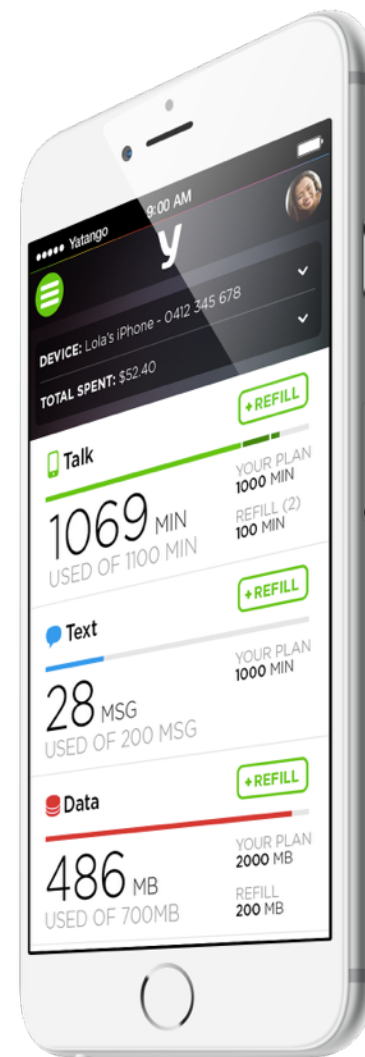 Yatango
9:00 AM
y
DEVICE: Lola's iPhone - 0412 345 678
TOTAL SPENT: $52.40
+REFILL
Talk
1069 MIN
USED OF 1100 MIN
YOUR PLAN
1000 MIN
REFILL (2)
100 MIN
+REFILL
Text
28 MSG
USED OF 200 MSG
YOUR PLAN
1000 MIN
+REFILL
Data
486 MB
USED OF 700MB
YOUR PLAN
2000 MB
REFILL
200 MB